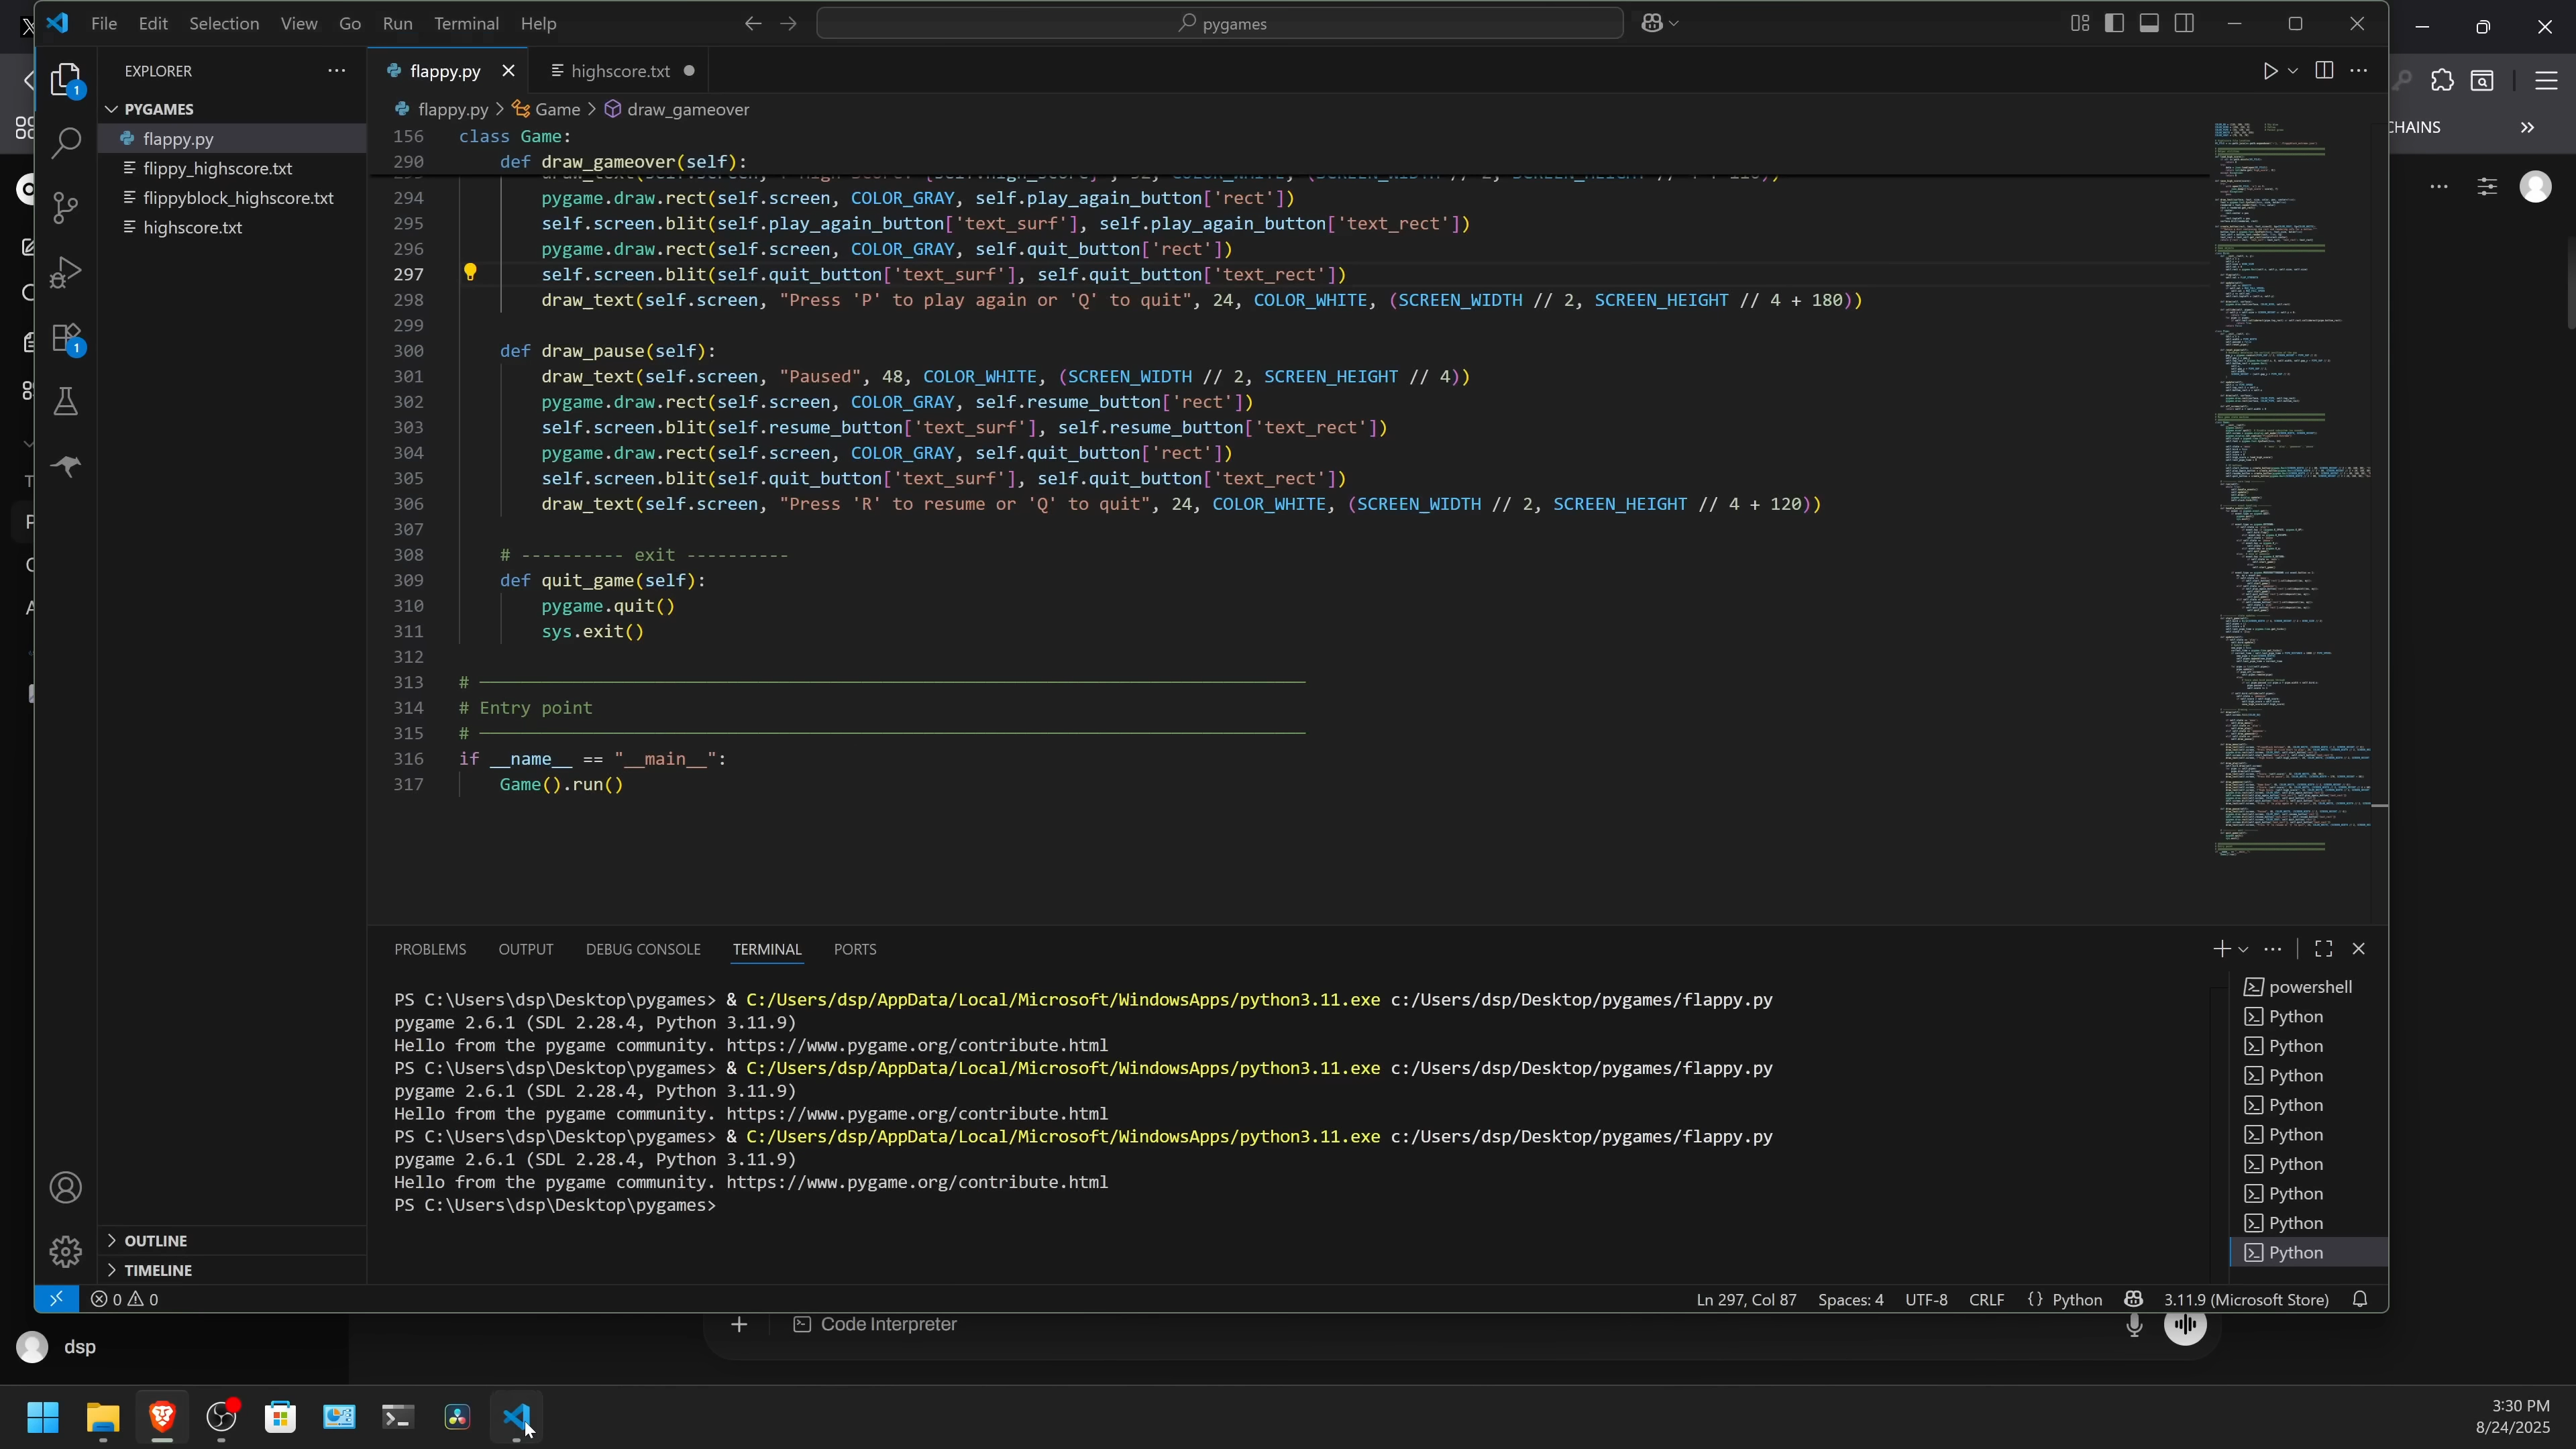 File Edit Selection View Go Run Terminal Help
pygames
EXPLORER
PYGAMES
flappy.py
flippy_highscore.txt
flippyblock_highscore.txt
highscore.txt
OUTLINE
TIMELINE
flappy.py
highscore.txt
flappy.py > Game > draw_gameover
156 class Game:
290 def draw_gameover(self):
294 pygame.draw.rect(self.screen, COLOR_GRAY, self.play_again_button['rect'])
295 self.screen.blit(self.play_again_button['text_surf'], self.play_again_button['text_rect'])
296 pygame.draw.rect(self.screen, COLOR_GRAY, self.quit_button['rect'])
297 self.screen.blit(self.quit_button['text_surf'], self.quit_button['text_rect'])
298 draw_text(self.screen, "Press 'P' to play again or 'Q' to quit", 24, COLOR_WHITE, (SCREEN_WIDTH // 2, SCREEN_HEIGHT // 4 + 180))
299
300 def draw_pause(self):
301 draw_text(self.screen, "Paused", 48, COLOR_WHITE, (SCREEN_WIDTH // 2, SCREEN_HEIGHT // 4))
302 pygame.draw.rect(self.screen, COLOR_GRAY, self.resume_button['rect'])
303 self.screen.blit(self.resume_button['text_surf'], self.resume_button['text_rect'])
304 pygame.draw.rect(self.screen, COLOR_GRAY, self.quit_button['rect'])
305 self.screen.blit(self.quit_button['text_surf'], self.quit_button['text_rect'])
306 draw_text(self.screen, "Press 'R' to resume or 'Q' to quit", 24, COLOR_WHITE, (SCREEN_WIDTH // 2, SCREEN_HEIGHT // 4 + 120))
307
308 # ---------- exit ----------
309 def quit_game(self):
310 pygame.quit()
311 sys.exit()
312
313 #
314 # Entry point
315 #
316 if __name__ == "__main__":
317 Game().run()
PROBLEMS OUTPUT DEBUG CONSOLE TERMINAL PORTS
PS C:\Users\dsp\Desktop\pygames> & C:/Users/dsp/AppData/Local/Microsoft/WindowsApps/python3.11.exe c:/Users/dsp/Desktop/pygames/flappy.py
pygame 2.6.1 (SDL 2.28.4, Python 3.11.9)
Hello from the pygame community. https://www.pygame.org/contribute.html
PS C:\Users\dsp\Desktop\pygames> & C:/Users/dsp/AppData/Local/Microsoft/WindowsApps/python3.11.exe c:/Users/dsp/Desktop/pygames/flappy.py
pygame 2.6.1 (SDL 2.28.4, Python 3.11.9)
Hello from the pygame community. https://www.pygame.org/contribute.html
PS C:\Users\dsp\Desktop\pygames> & C:/Users/dsp/AppData/Local/Microsoft/WindowsApps/python3.11.exe c:/Users/dsp/Desktop/pygames/flappy.py
pygame 2.6.1 (SDL 2.28.4, Python 3.11.9)
Hello from the pygame community. https://www.pygame.org/contribute.html
PS C:\Users\dsp\Desktop\pygames>
powershell
Python
Python
Python
Python
Python
Python
Python
Python
Python
0 0
Ln 297, Col 87 Spaces: 4 UTF-8 CRLF {} Python 3.11.9 (Microsoft Store)
CHAINS
Code Interpreter
dsp
3:30 PM
8/24/2025